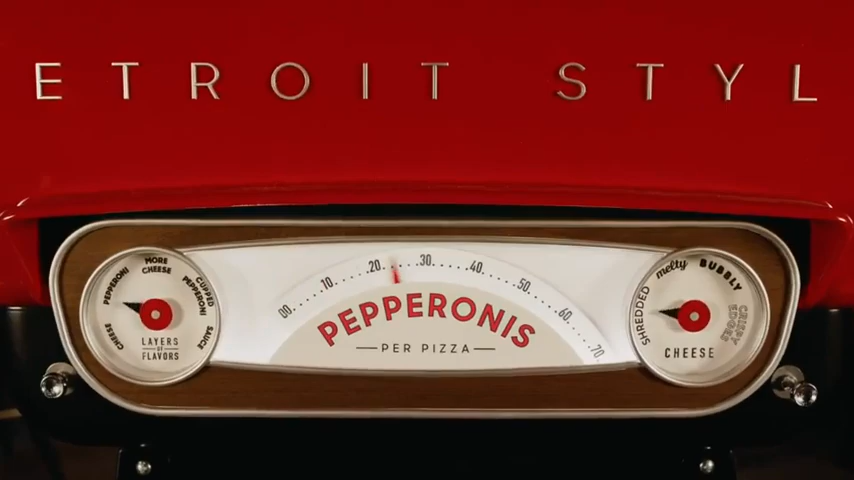 ETROIT STYL
CHEESE
PEPPERONI
MORE
CHEESE
CUPPED
PEPPERONI
SAUCE
LAYERS
OF
FLAVORS
00 10 20 30 40 50 60 70
PEPPERONIS
PER PIZZA
SHREDDED
melty
BUBBLY
CRISPY
EDGES
CHEESE